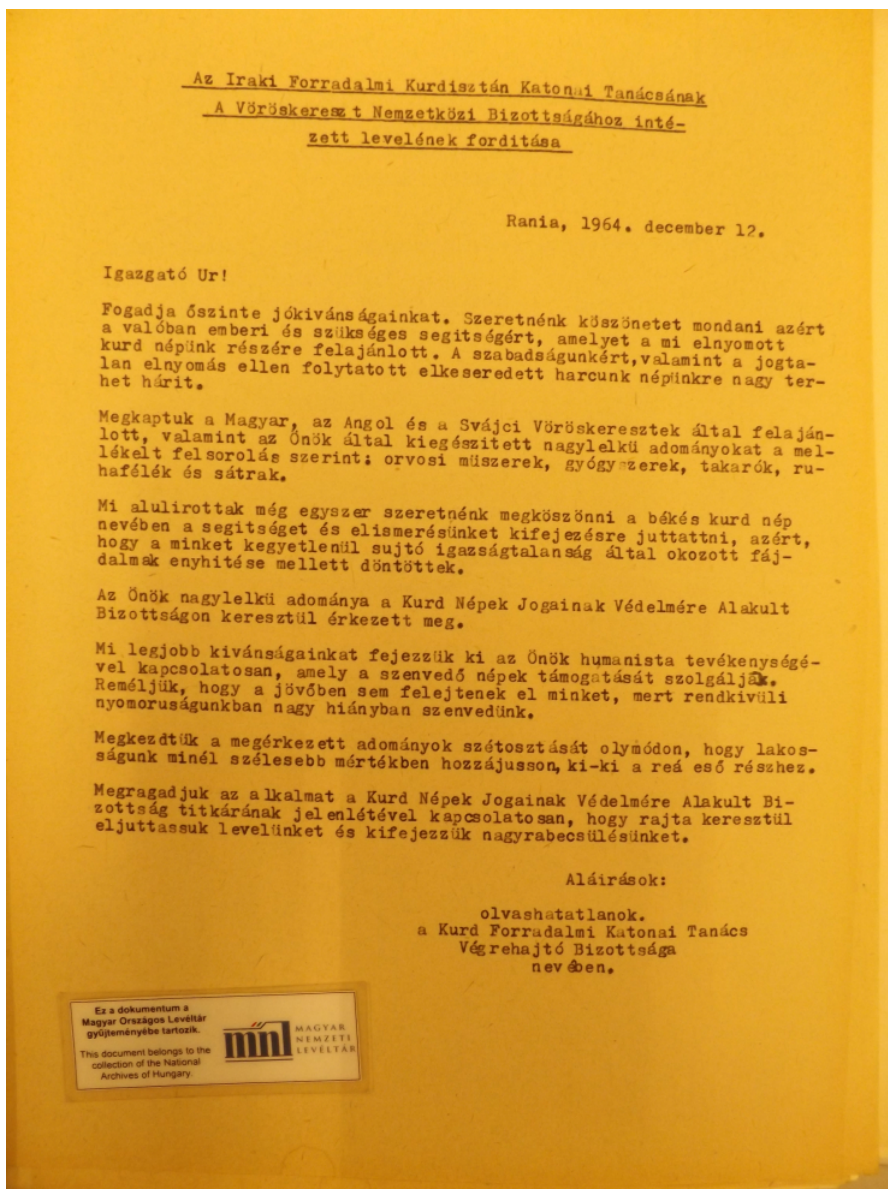 Az Iraki Forradalmi Kurdisztán Katonai Tanácsának
A Vöröskereszt Nemzetközi Bizottságához inté-
zett levelének forditása
Rania, 1964. december 12.
Igazgató Ur!
Fogadja őszinte jókivánságainkat. Szeretnénk köszönetet mondani azért
a valóban emberi és szükséges segitségért, amelyet a mi elnyomott
kurd népünk részére felajánlott. A szabadságunkért,valamint a jogta-
lan elnyomás ellen folytatott elkeseredett harcunk népünkre nagy ter-
het hárit.
Megkaptuk a Magyar, az Angol és a Svájci Vöröskeresztek által felaján-
lott, valamint az Önök által kiegészitett nagylelkü adományokat a mel-
lékelt felsorolás szerint: orvosi müszerek, gyógyszerek, takarók, ru-
hafélék és sátrak.
Mi alulirottak még egyszer szeretnénk megköszönni a békés kurd nép
nevében a segitséget és elismerésünket kifejezésre juttattni, azért,
hogy a minket kegyetlenül sujtó igazságtalanság által okozott fáj-
dalmak enyhitése mellett döntöttek.
Az Önök nagylelkü adománya a Kurd Népek Jogainak Védelmére Alakult
Bizottságon keresztül érkezett meg.
Mi legjobb kivánságainkat fejezzük ki az Önök humanista tevékenységé-
vel kapcsolatosan, amely a szenvedő népek támogatását szolgálják.
Reméljük, hogy a jövőben sem felejtenek el minket, mert rendkivüli
nyomoruságunkban nagy hiányban szenvedünk.
Megkezdtük a megérkezett adományok szétosztását olymódon, hogy lakos-
ságunk minél szélesebb mértékben hozzájusson, ki-ki a reá eső részhez.
Megragadjuk az alkalmat a Kurd Népek Jogainak Védelmére Alakult Bi-
zottság titkárának jelenlétével kapcsolatosan, hogy rajta keresztül
eljuttassuk levelünket és kifejezzük nagyrabecsülésünket.
Aláirások:
olvashatatlanok.
a Kurd Forradalmi Katonai Tanács
Végrehajtó Bizottsága
nevében.
Ez a dokumentum a
Magyar Országos Levéltár
gyűjteményébe tartozik.
This document belongs to the
collection of the National
Archives of Hungary.
mnl
MAGYAR
NEMZETI
LEVÉLTÁR